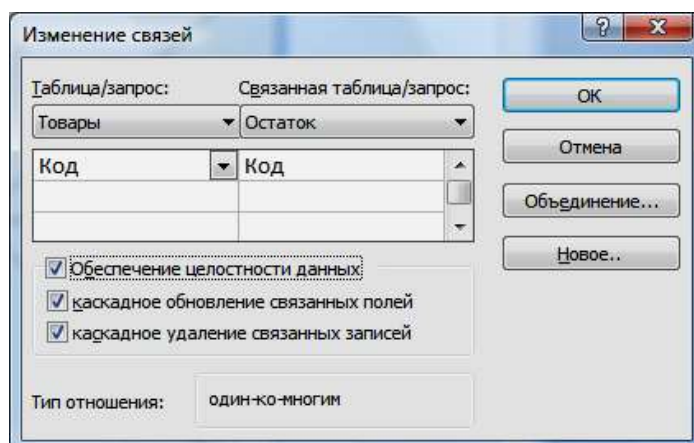 Изменение связей
Таблица/запрос: Связанная таблица/запрос:
Товары Остаток
Код Код
Обеспечение целостности данных
каскадное обновление связанных полей
каскадное удаление связанных записей
Тип отношения: один-ко-многим
ОК
Отмена
Объединение...
Новое..